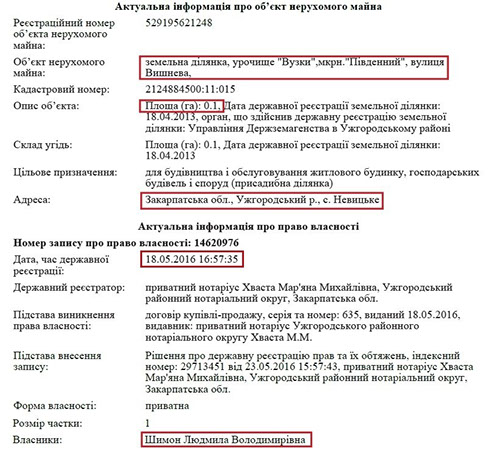 Актуальна інформація про об’єкт нерухомого майна
Реєстраційний номер 529195621248
об’єкта нерухомого
майна:
Об’єкт нерухомого земельна ділянка, урочище "Вузки",мкрн."Південний", вулиця
майна: Вишнева,
Кадастровий номер: 2124884500:11:015
Опис об’єкта: Площа (га): 0.1, Дата державної реєстрації земельної ділянки:
18.04.2013, орган, що здійснив державну реєстрацію земельної
ділянки: Управління Держземагенства в Ужгородському районі
Склад угідь: Площа (га): 0.1, Дата державної реєстрації земельної ділянки:
18.04.2013
Цільове призначення: для будівництва і обслуговування житлового будинку, господарських
будівель і споруд (присадибна ділянка)
Адреса: Закарпатська обл., Ужгородський р., с. Невицьке
Актуальна інформація про право власності
Номер запису про право власності: 14620976
Дата, час державної 18.05.2016 16:57:35
реєстрації:
Державний реєстратор: приватний нотаріус Хваста Мар'яна Михайлівна, Ужгородський
районний нотаріальний округ, Закарпатська обл.
Підстава виникнення договір купівлі-продажу, серія та номер: 635, виданий 18.05.2016,
права власності: видавник: приватний нотаріус Ужгородського районного
нотаріального округу Хваста М.М.
Підстава внесення Рішення про державну реєстрацію прав та їх обтяжень, індексний
запису: номер: 29713451 від 23.05.2016 15:57:43, приватний нотаріус Хваста
Мар'яна Михайлівна, Ужгородський районний нотаріальний округ,
Закарпатська обл.
Форма власності: приватна
Розмір частки: 1
Власники: Шимон Людмила Володимирівна